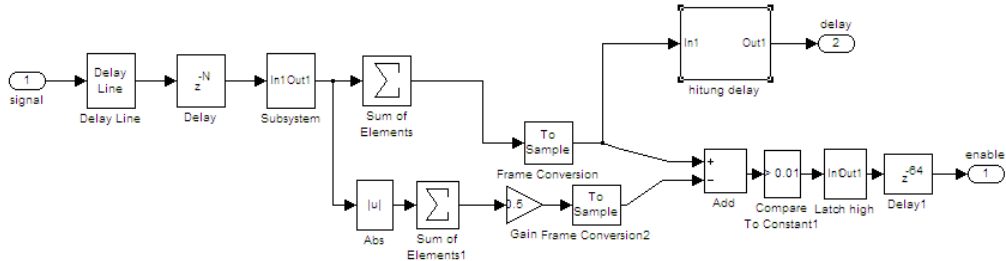 delay
In1 Out1
2
hitung delay
1
signal
Delay
Line
Delay Line
-N
z
Delay
In1 Out1
Subsystem
Sum of
Elements
To
Sample
Frame Conversion
|u|
Abs
Sum of
Elements1
0.5
Gain
To
Sample
Frame Conversion2
+
−
Add
> 0.01
Compare
To Constant1
In Out1
Latch high
-64
z
Delay1
enable
1